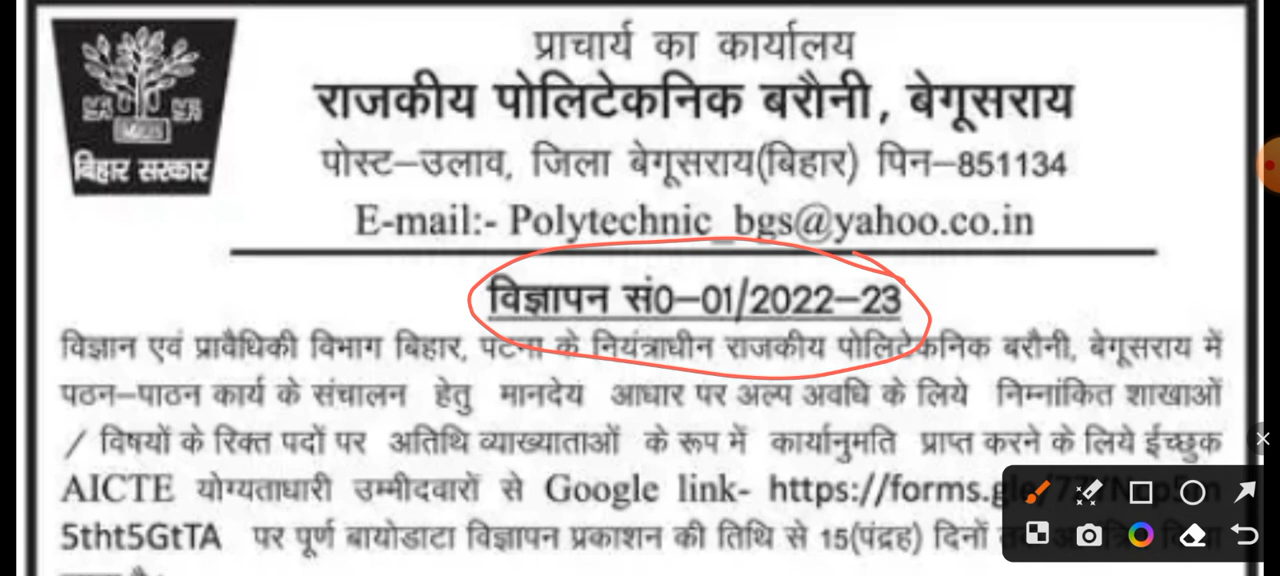 बिहार सरकार
प्राचार्य का कार्यालय
राजकीय पोलिटेकनिक बरौनी, बेगूसराय
पोस्ट–उलाव, जिला बेगूसराय(बिहार) पिन–851134
E-mail:- Polytechnic_bgs@yahoo.co.in
विज्ञापन सं0–01/2022–23
विज्ञान एवं प्रावैधिकी विभाग बिहार, पटना के नियंत्राधीन राजकीय पोलिटेकनिक बरौनी, बेगूसराय में
पठन–पाठन कार्य के संचालन हेतु मानदेय आधार पर अल्प अवधि के लिये निम्नांकित शाखाओं
/ विषयों के रिक्त पदों पर अतिथि व्याख्याताओं के रूप में कार्यानुमति प्राप्त करने के लिये ईच्छुक
AICTE योग्यताधारी उम्मीदवारों से Google link- https://forms.gle/
5tht5GtTA पर पूर्ण बायोडाटा विज्ञापन प्रकाशन की तिथि से 15(पंद्रह) दिनों